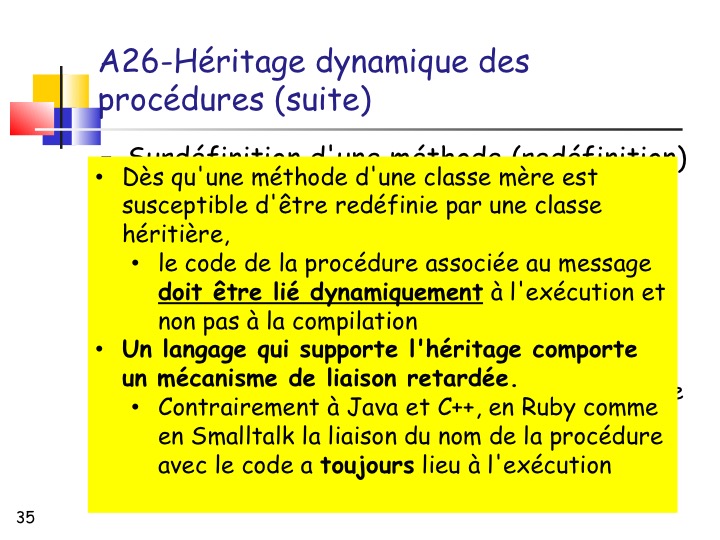 A26-Héritage dynamique des
procédures (suite)
– Surdéfinition d'une méthode (redéfinition)
• Dès qu'une méthode d'une classe mère est
susceptible d'être redéfinie par une classe
héritière,
• le code de la procédure associée au message
doit être lié dynamiquement à l'exécution et
non pas à la compilation
• Un langage qui supporte l'héritage comporte
un mécanisme de liaison retardée.
• Contrairement à Java et C++, en Ruby comme
en Smalltalk la liaison du nom de la procédure
avec le code a toujours lieu à l'exécution
35